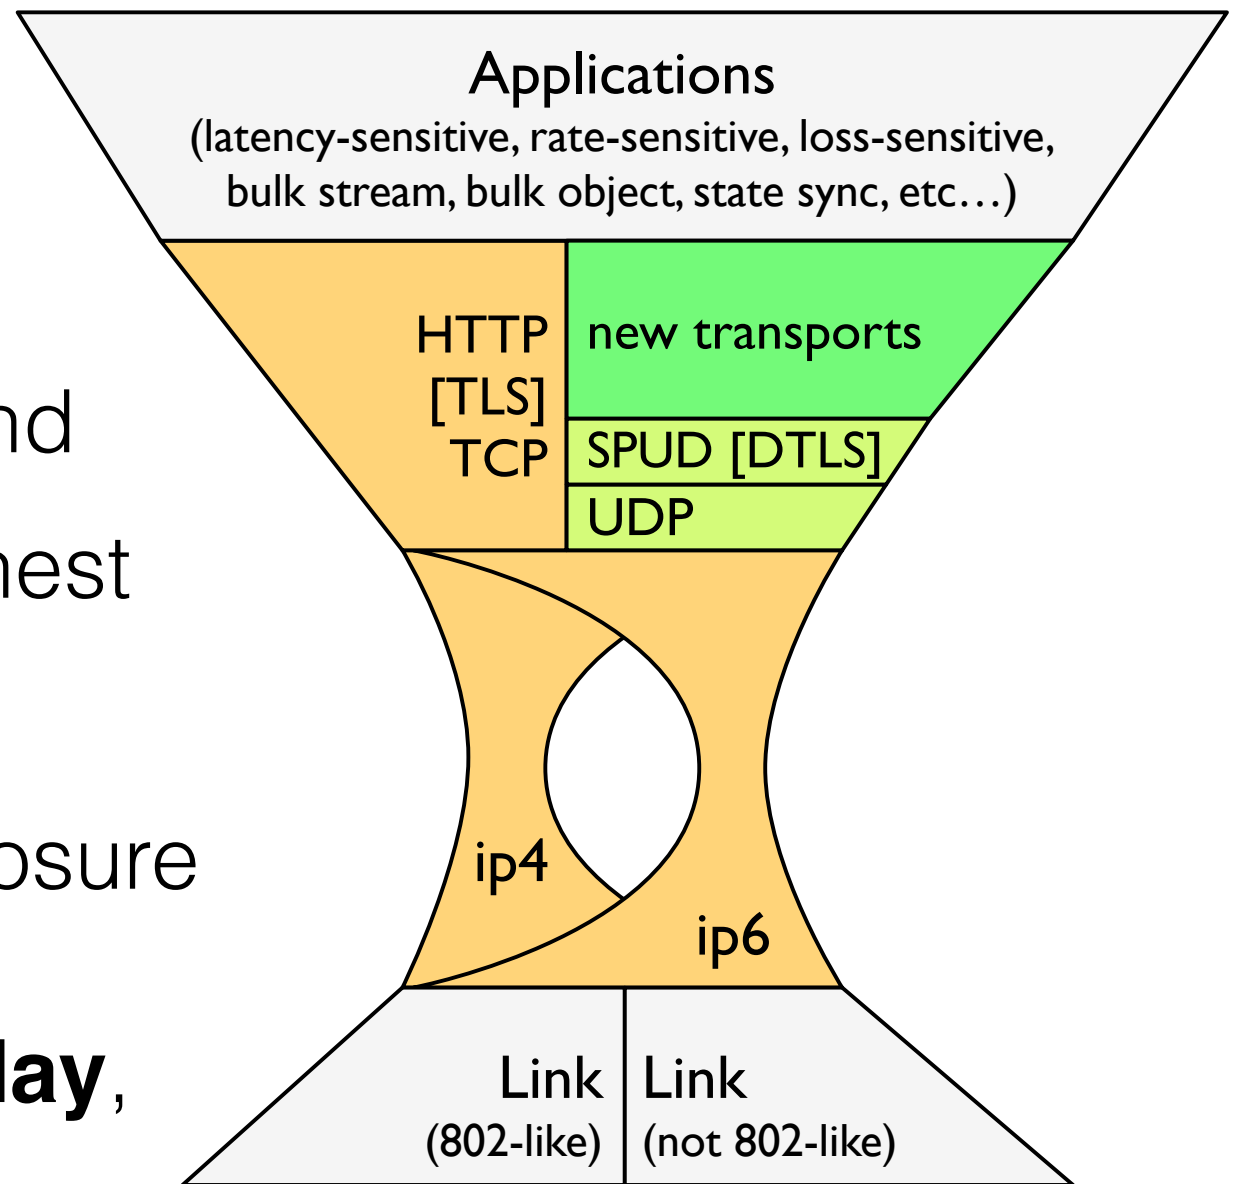 Applications
(latency-sensitive, rate-sensitive, loss-sensitive,
bulk stream, bulk object, state sync, etc…)
HTTP
[TLS]
TCP
new transports
SPUD [DTLS]
UDP
nd
nest
osure
lay,
ip4
ip6
Link
(802-like)
Link
(not 802-like)